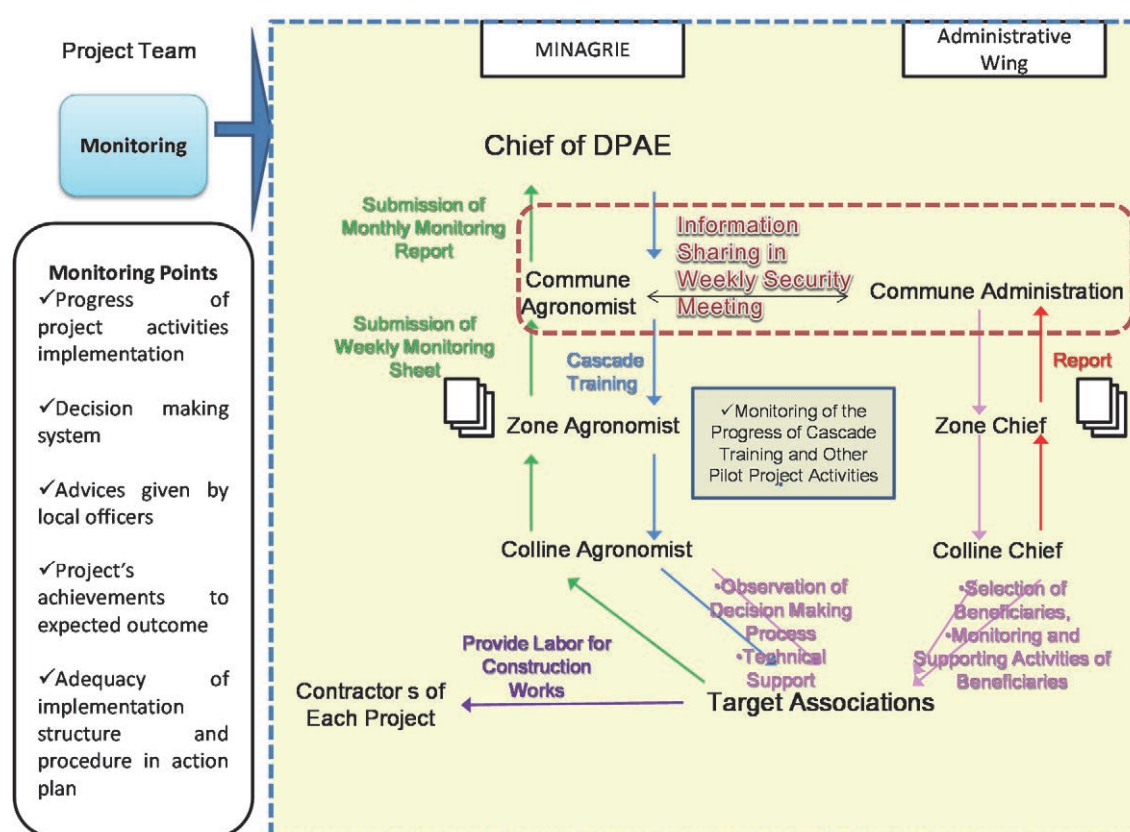 Project Team
Monitoring
Monitoring Points
✓Progress of
project activities
implementation
✓Decision making
system
✓Advices given by
local officers
✓Project's
achievements to
expected outcome
✓Adequacy of
implementation
structure and
procedure in action
plan
MINAGRIE
Administrative
Wing
Chief of DPAE
Submission of
Monthly Monitoring
Report
Information
Sharing in
Weekly Security
Meeting
Commune
Agronomist
Commune Administration
Submission of
Weekly Monitoring
Sheet
Cascade
Training
Report
✓Monitoring of the
Progress of Cascade
Training and Other
Pilot Project Activities
Zone Agronomist
Zone Chief
Colline Agronomist
Colline Chief
•Observation of
Decision Making
Process
•Technical
Support
•Selection of
Beneficiaries,
•Monitoring and
Supporting Activities of
Beneficiaries
Provide Labor for
Construction
Works
Contractor s of
Each Project
Target Associations